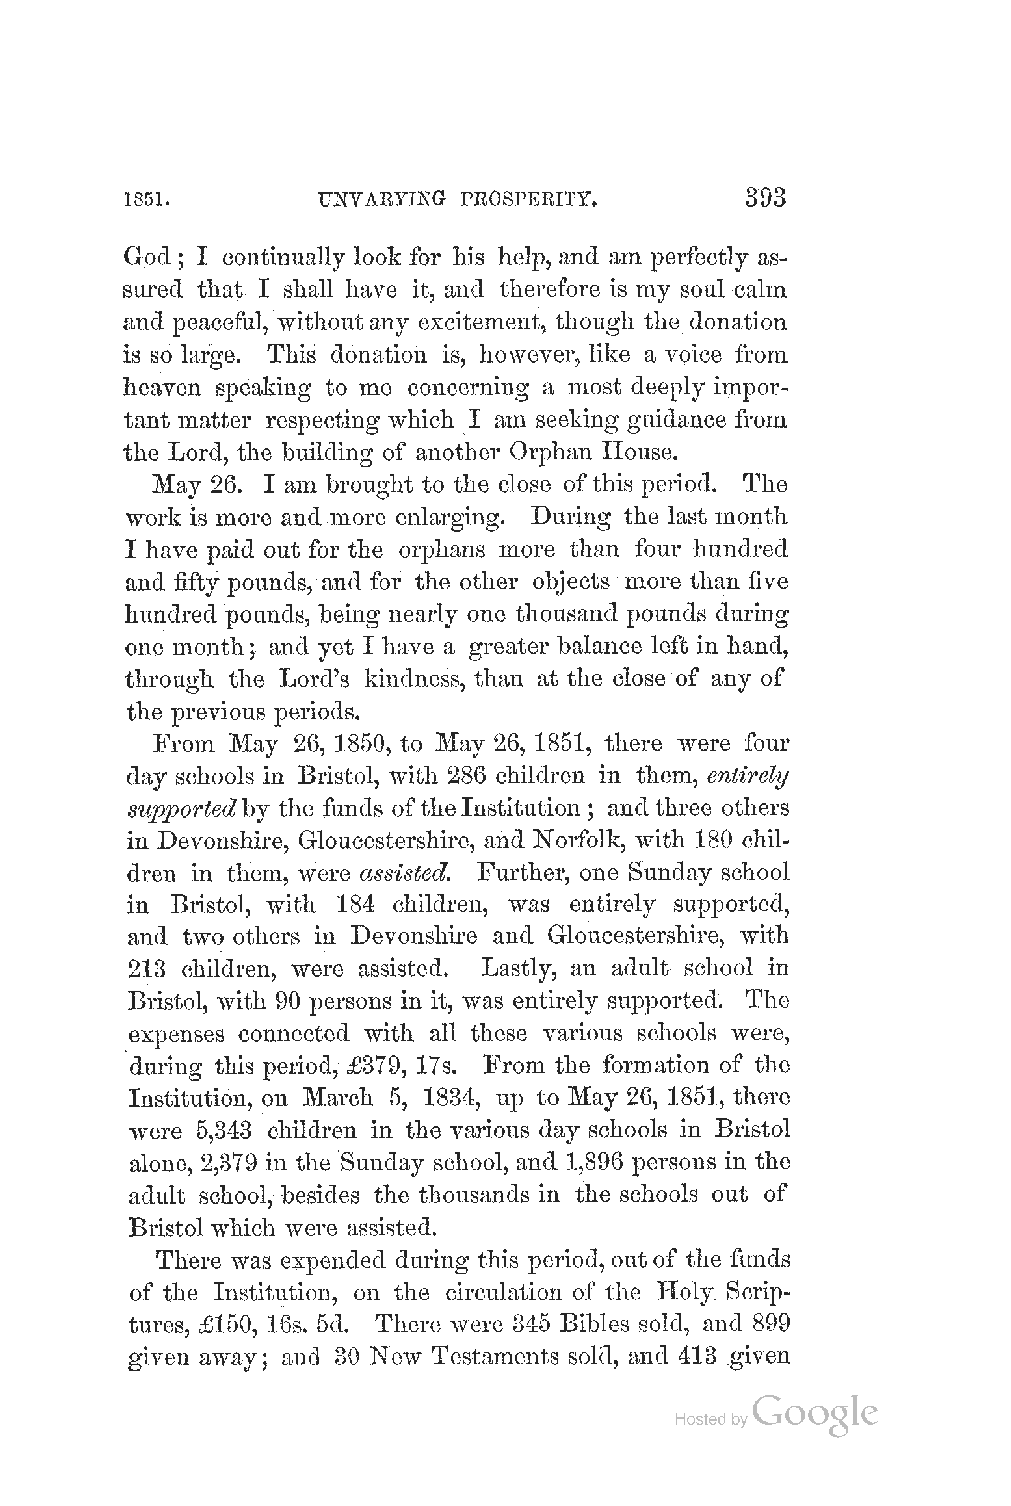 1851. UNVARYING PROSPERITY. 393
God; I continually look for his help, and am perfectly as-
sured that I shall have it, and therefore is my soul calm
and peaceful, without any excitement, though the donation
is so large. This donation is, however, like a voice from
heaven speaking to me concerning a most deeply impor-
tant matter respecting which I am seeking guidance from
the Lord, the building of another Orphan House.
May 26. I am brought to the close of this period. The
work is more and more enlarging. During the last month
I have paid out for the orphans more than four hundred
and fifty pounds, and for the other objects more than five
hundred pounds, being nearly one thousand pounds during
one month; and yet I have a greater balance left in hand,
through the Lord's kindness, than at the close of any of
the previous periods.
From May 26, 1850, to May 26, 1851, there were four
day schools in Bristol, with 286 children in them, entirely
supported by the funds of the Institution; and three others
in Devonshire, Gloucestershire, and Norfolk, with 180 chil-
dren in them, were assisted. Further, one Sunday school
in Bristol, with 184 children, was entirely supported,
and two others in Devonshire and Gloucestershire, with
213 children, were assisted. Lastly, an adult school in
Bristol, with 90 persons in it, was entirely supported. The
expenses connected with all these various schools were,
during this period, £379, 17s. From the formation of the
Institution, on March 5, 1834, up to May 26, 1851, there
were 5,343 children in the various day schools in Bristol
alone, 2,379 in the Sunday school, and 1,896 persons in the
adult school, besides the thousands in the schools out of
Bristol which were assisted.
There was expended during this period, out of the funds
of the Institution, on the circulation of the Holy Scrip-
tures, £150, 16s. 5d. There were 345 Bibles sold, and 899
given away; and 30 New Testaments sold, and 413 given
Hosted by Google